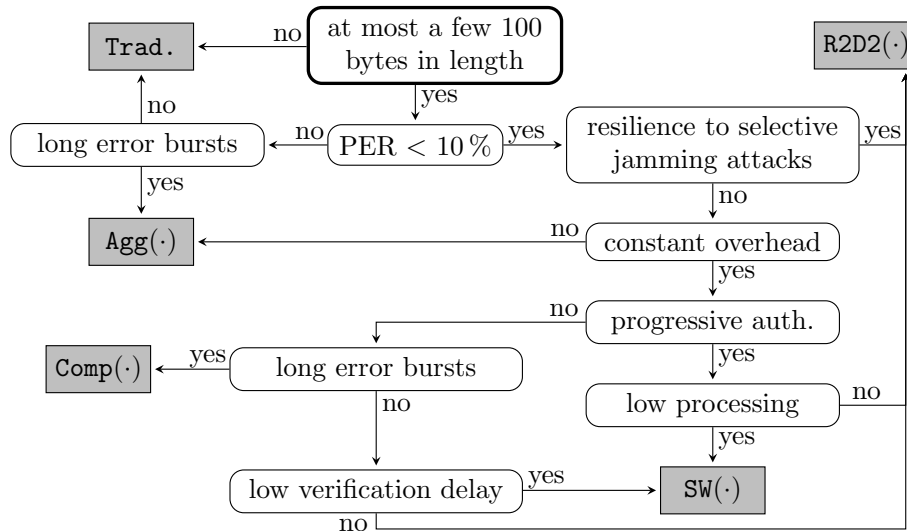 Trad.
no
at most a few 100
bytes in length
R2D2(·)
yes
no
long error bursts
no
PER < 10 %
yes
resilience to selective
jamming attacks
yes
yes
no
Agg(·)
no
constant overhead
yes
no
progressive auth.
Comp(·)
yes
long error bursts
yes
no
low processing
no
yes
low verification delay
yes
SW(·)
no